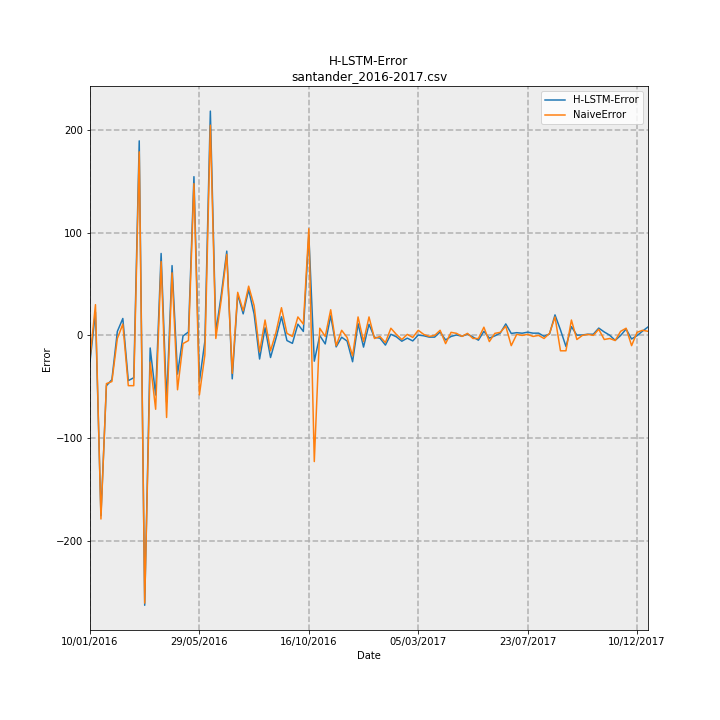 H-LSTM-Error
santander_2016-2017.csv
H-LSTM-Error
NaiveError
200
100
0
−100
−200
Error
10/01/2016 29/05/2016 16/10/2016 05/03/2017 23/07/2017 10/12/2017
Date